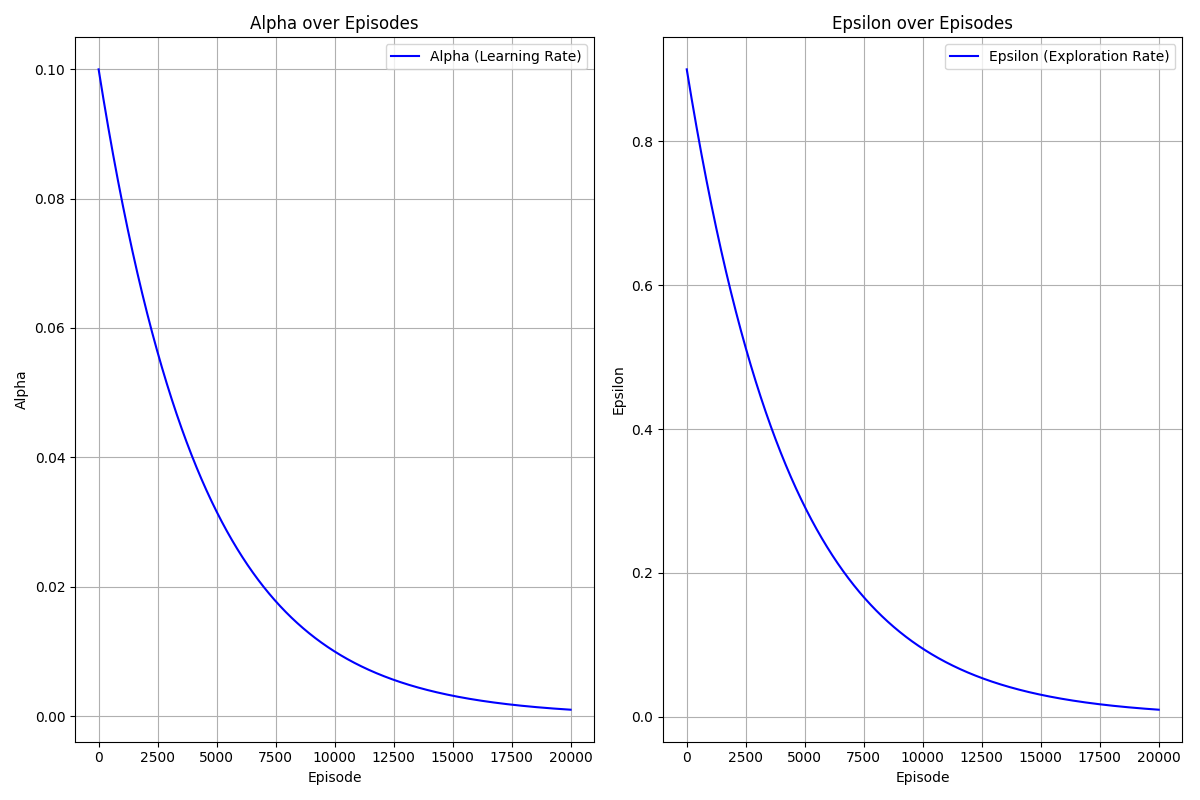 Alpha over Episodes
Alpha (Learning Rate)
0.10
0.08
0.06
0.04
0.02
0.00
Alpha
0 2500 5000 7500 10000 12500 15000 17500 20000
Episode
Epsilon over Episodes
Epsilon (Exploration Rate)
0.8
0.6
0.4
0.2
0.0
Epsilon
0 2500 5000 7500 10000 12500 15000 17500 20000
Episode